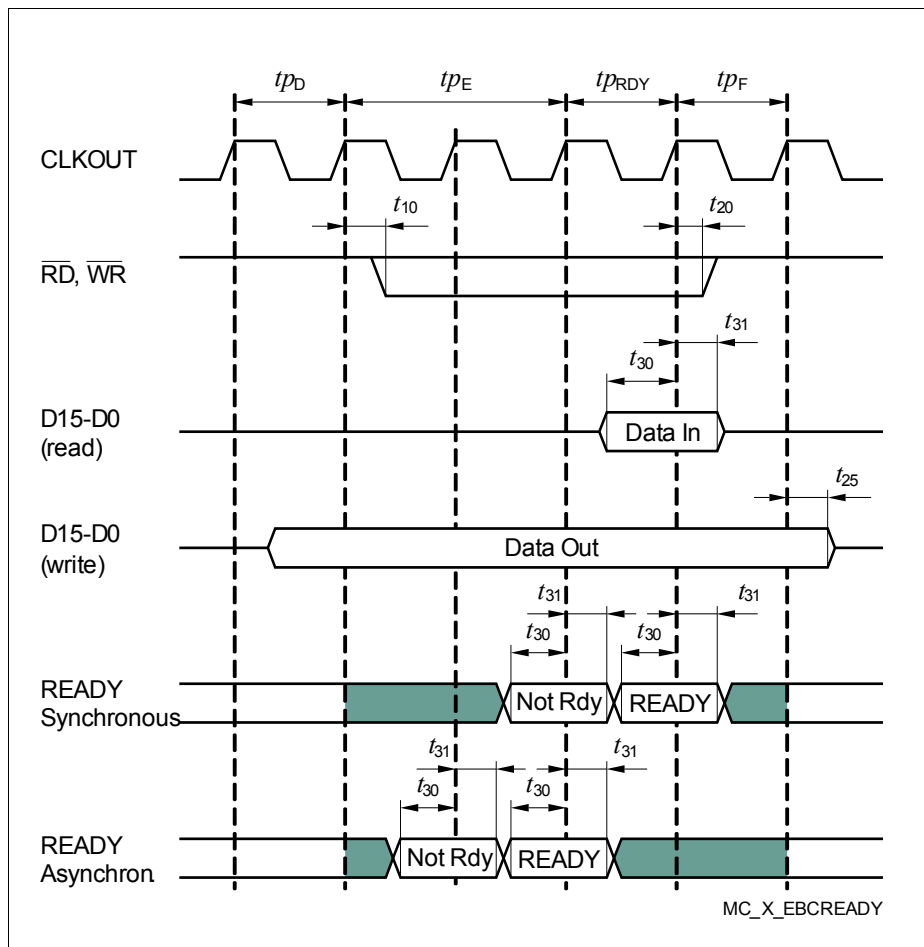 tpD tpE tpRDY tpF
CLKOUT
t10 t20
RD, WR
t31
t30
D15-D0
(read)
Data In
t25
D15-D0
(write)
Data Out
t31 t31
t30 t30
READY
Synchronous
Not Rdy READY
t31 t31
t30 t30
READY
Asynchron.
Not Rdy READY
MC_X_EBCREADY